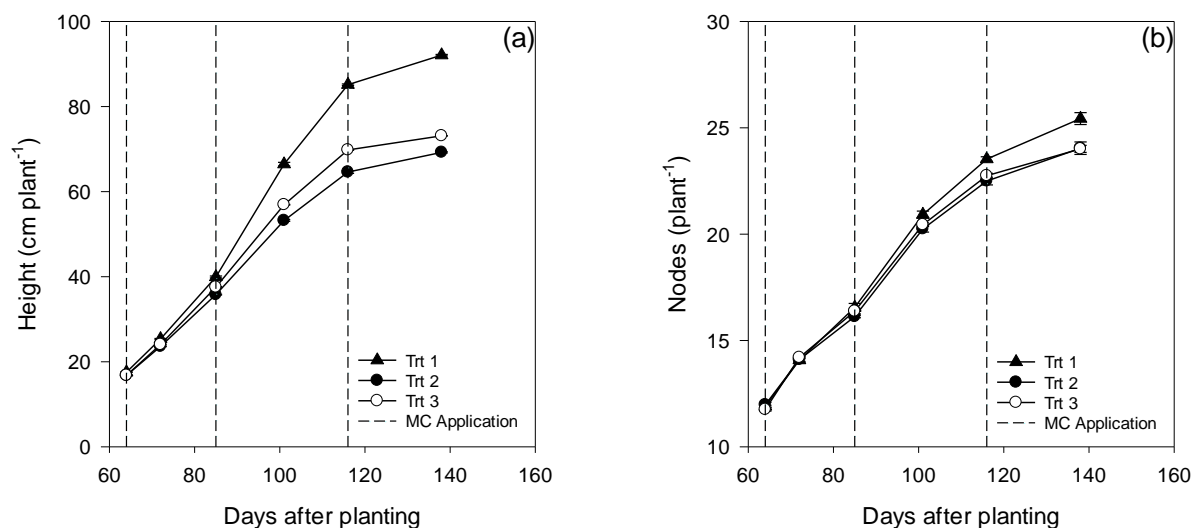 (a)
100
80
60
40
20
0
Height (cm plant⁻¹)
Trt 1
Trt 2
Trt 3
MC Application
60 80 100 120 140 160
Days after planting
(b)
30
25
20
15
10
Nodes (plant⁻¹)
Trt 1
Trt 2
Trt 3
MC Application
60 80 100 120 140 160
Days after planting